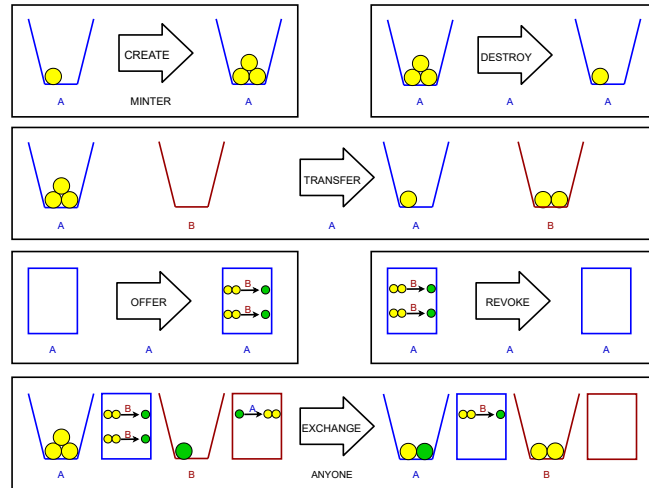 CREATE
A MINTER A
DESTROY
A A A
TRANSFER
A B A A B
OFFER
B
B
A A A
REVOKE
B
B
A A A
EXCHANGE
B A B
B
A B ANYONE A B